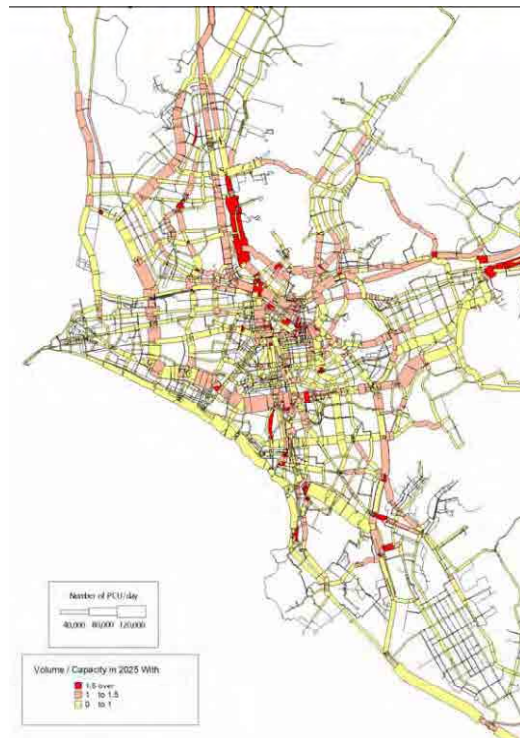 Number of PCU/day
40,000 80,000 120,000
Volume / Capacity in 2025 With
1.5 over
1 to 1.5
0 to 1